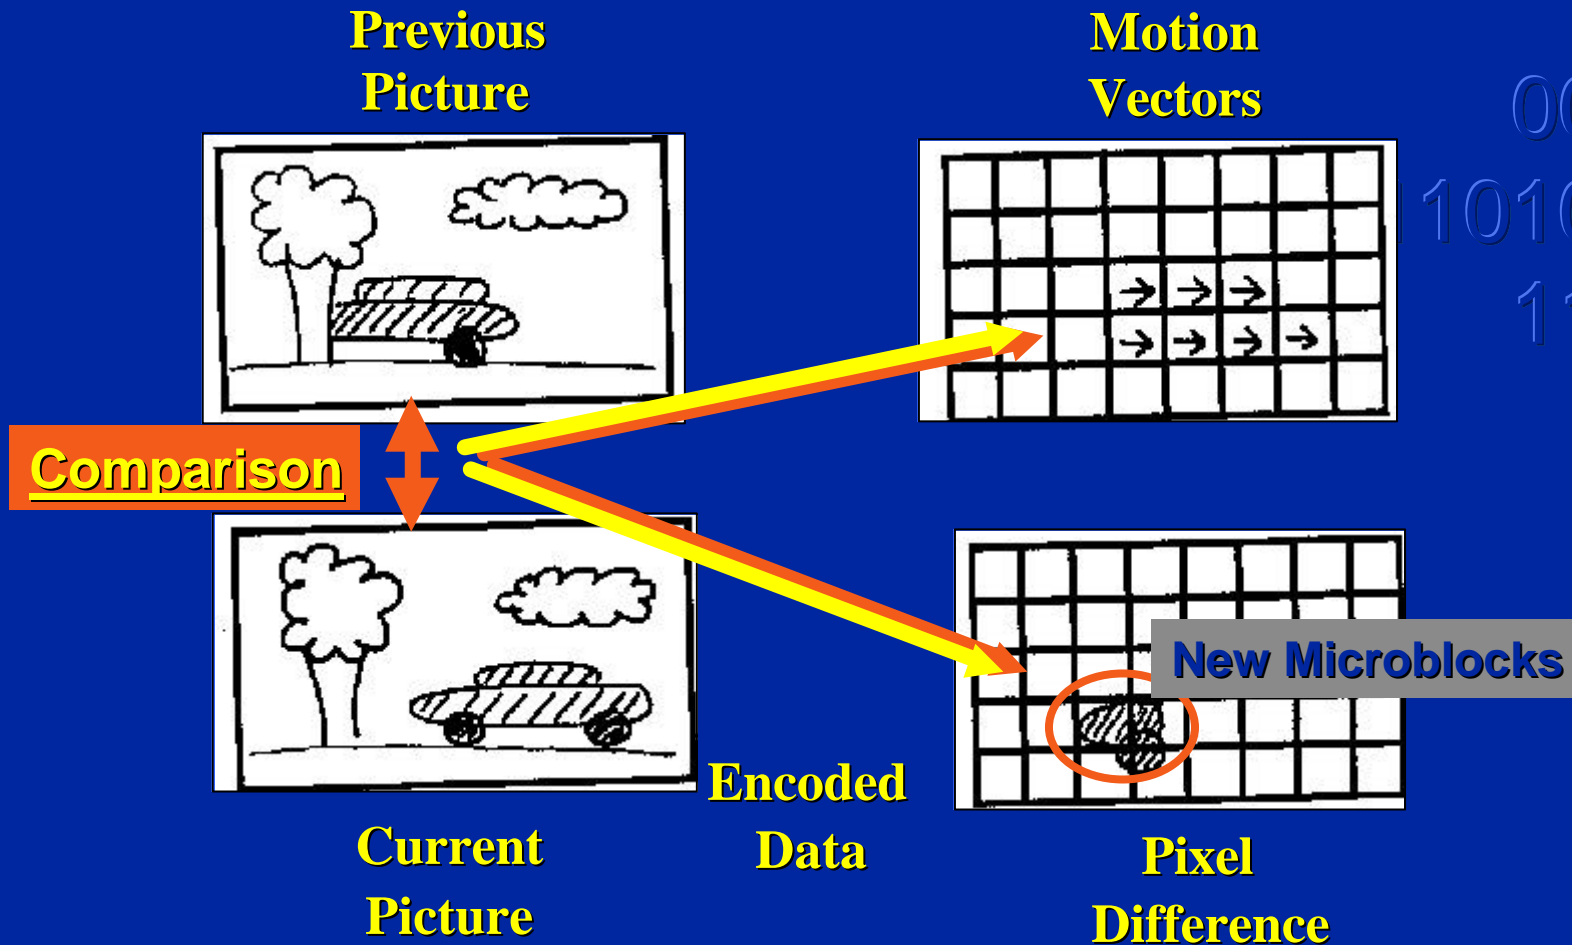 Previous
Picture
Motion
Vectors
Comparison
New Microblocks
Encoded
Data
Current
Picture
Pixel
Difference